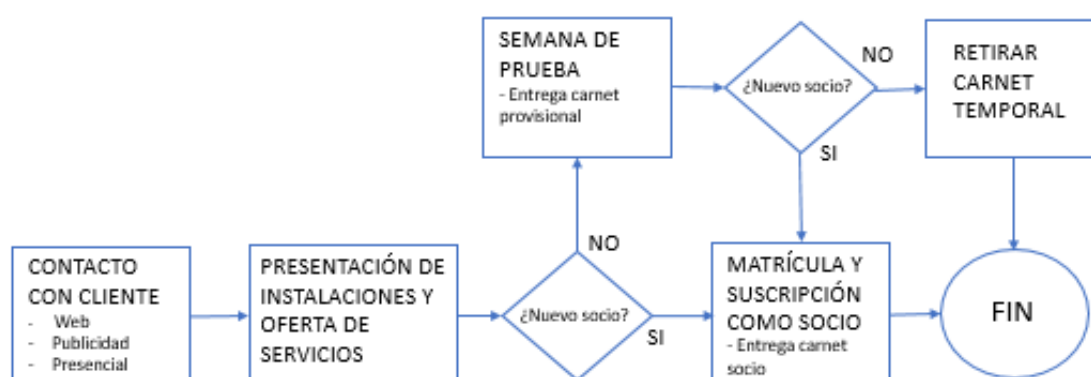 SEMANA DE
PRUEBA
- Entrega carnet
provisional
¿Nuevo socio?
NO
SI
RETIRAR
CARNET
TEMPORAL
CONTACTO
CON CLIENTE
- Web
- Publicidad
- Presencial
PRESENTACIÓN DE
INSTALACIONES Y
OFERTA DE
SERVICIOS
NO
¿Nuevo socio?
SI
MATRÍCULA Y
SUSCRIPCIÓN
COMO SOCIO
- Entrega carnet
socio
FIN